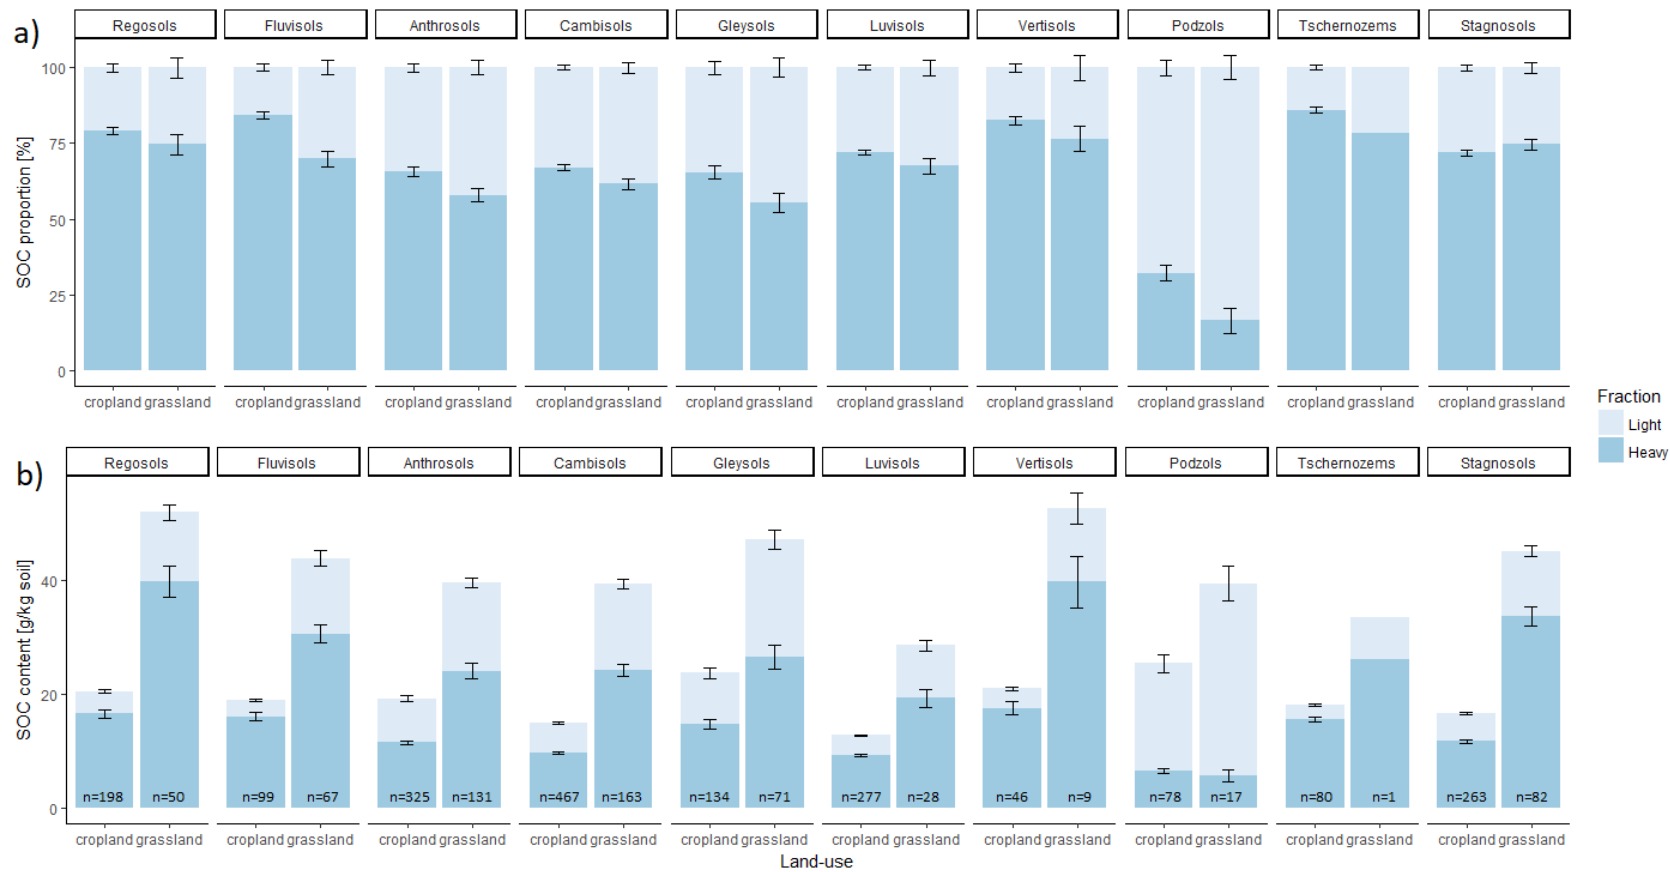 a)
Regosols Fluvisols Anthrosols Cambisols Gleysols Luvisols Vertisols Podzols Tschernozems Stagnosols
SOC proportion [%]
100
75
50
25
0
cropland grassland cropland grassland cropland grassland cropland grassland cropland grassland cropland grassland cropland grassland cropland grassland cropland grassland cropland grassland
Fraction
Light
Heavy
b)
Regosols Fluvisols Anthrosols Cambisols Gleysols Luvisols Vertisols Podzols Tschernozems Stagnosols
SOC content [g/kg soil]
40
20
0
n=198 n=50 n=99 n=67 n=325 n=131 n=467 n=163 n=134 n=71 n=277 n=28 n=46 n=9 n=78 n=17 n=80 n=1 n=263 n=82
cropland grassland cropland grassland cropland grassland cropland grassland cropland grassland cropland grassland cropland grassland cropland grassland cropland grassland cropland grassland
Land-use